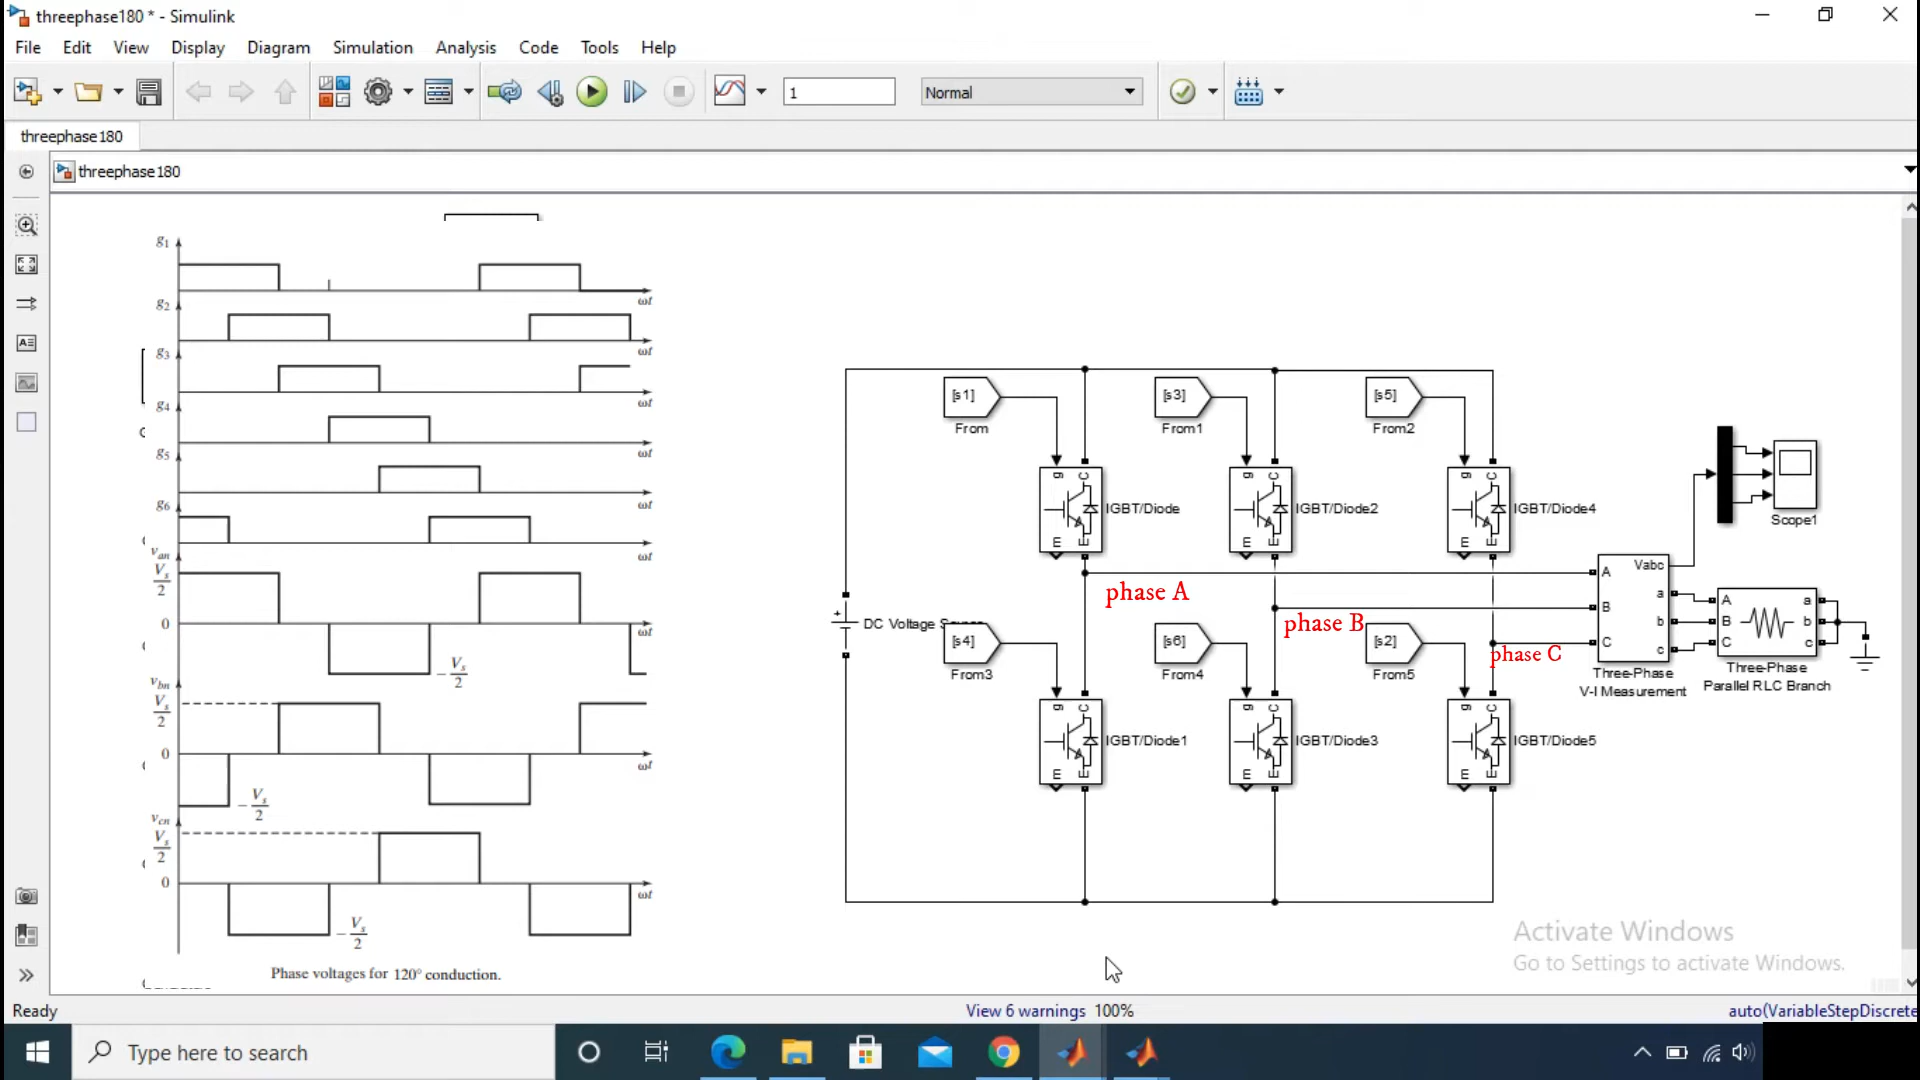 threephase180 * - Simulink
File Edit View Display Diagram Simulation Analysis Code Tools Help
1
Normal
threephase180
threephase180
g1
ωt
g2
ωt
g3
ωt
g4
ωt
g5
ωt
g6
ωt
van
Vs
2
0
ωt
-Vs
2
vbn
Vs
2
0
ωt
-Vs
2
vcn
Vs
2
0
ωt
-Vs
2
Phase voltages for 120° conduction.
[s1]
From
[s3]
From1
[s5]
From2
g C
E
IGBT/Diode
g C
E
IGBT/Diode2
g C
E
IGBT/Diode4
Scope1
phase A
phase B
phase C
+
DC Voltage
[s4]
From3
[s6]
From4
[s2]
From5
A
B
C
Vabc
a
b
c
Three-Phase
V-I Measurement
A
B
C
a
b
c
Three-Phase
Parallel RLC Branch
g C
E
IGBT/Diode1
g C
E
IGBT/Diode3
g C
E
IGBT/Diode5
Activate Windows
Go to Settings to activate Windows.
Ready
View 6 warnings 100%
auto(VariableStepDiscrete
Type here to search